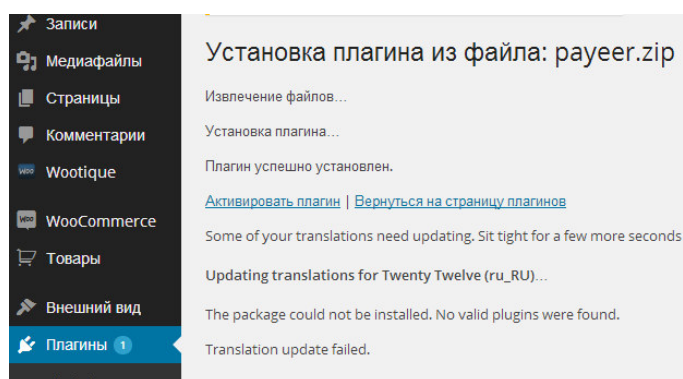 Записи
Медиафайлы
Страницы
Комментарии
Wootique
WooCommerce
Товары
Внешний вид
Плагины 1
Установка плагина из файла: payeer.zip
Извлечение файлов…
Установка плагина…
Плагин успешно установлен.
Активировать плагин | Вернуться на страницу плагинов
Some of your translations need updating. Sit tight for a few more seconds
Updating translations for Twenty Twelve (ru_RU)…
The package could not be installed. No valid plugins were found.
Translation update failed.